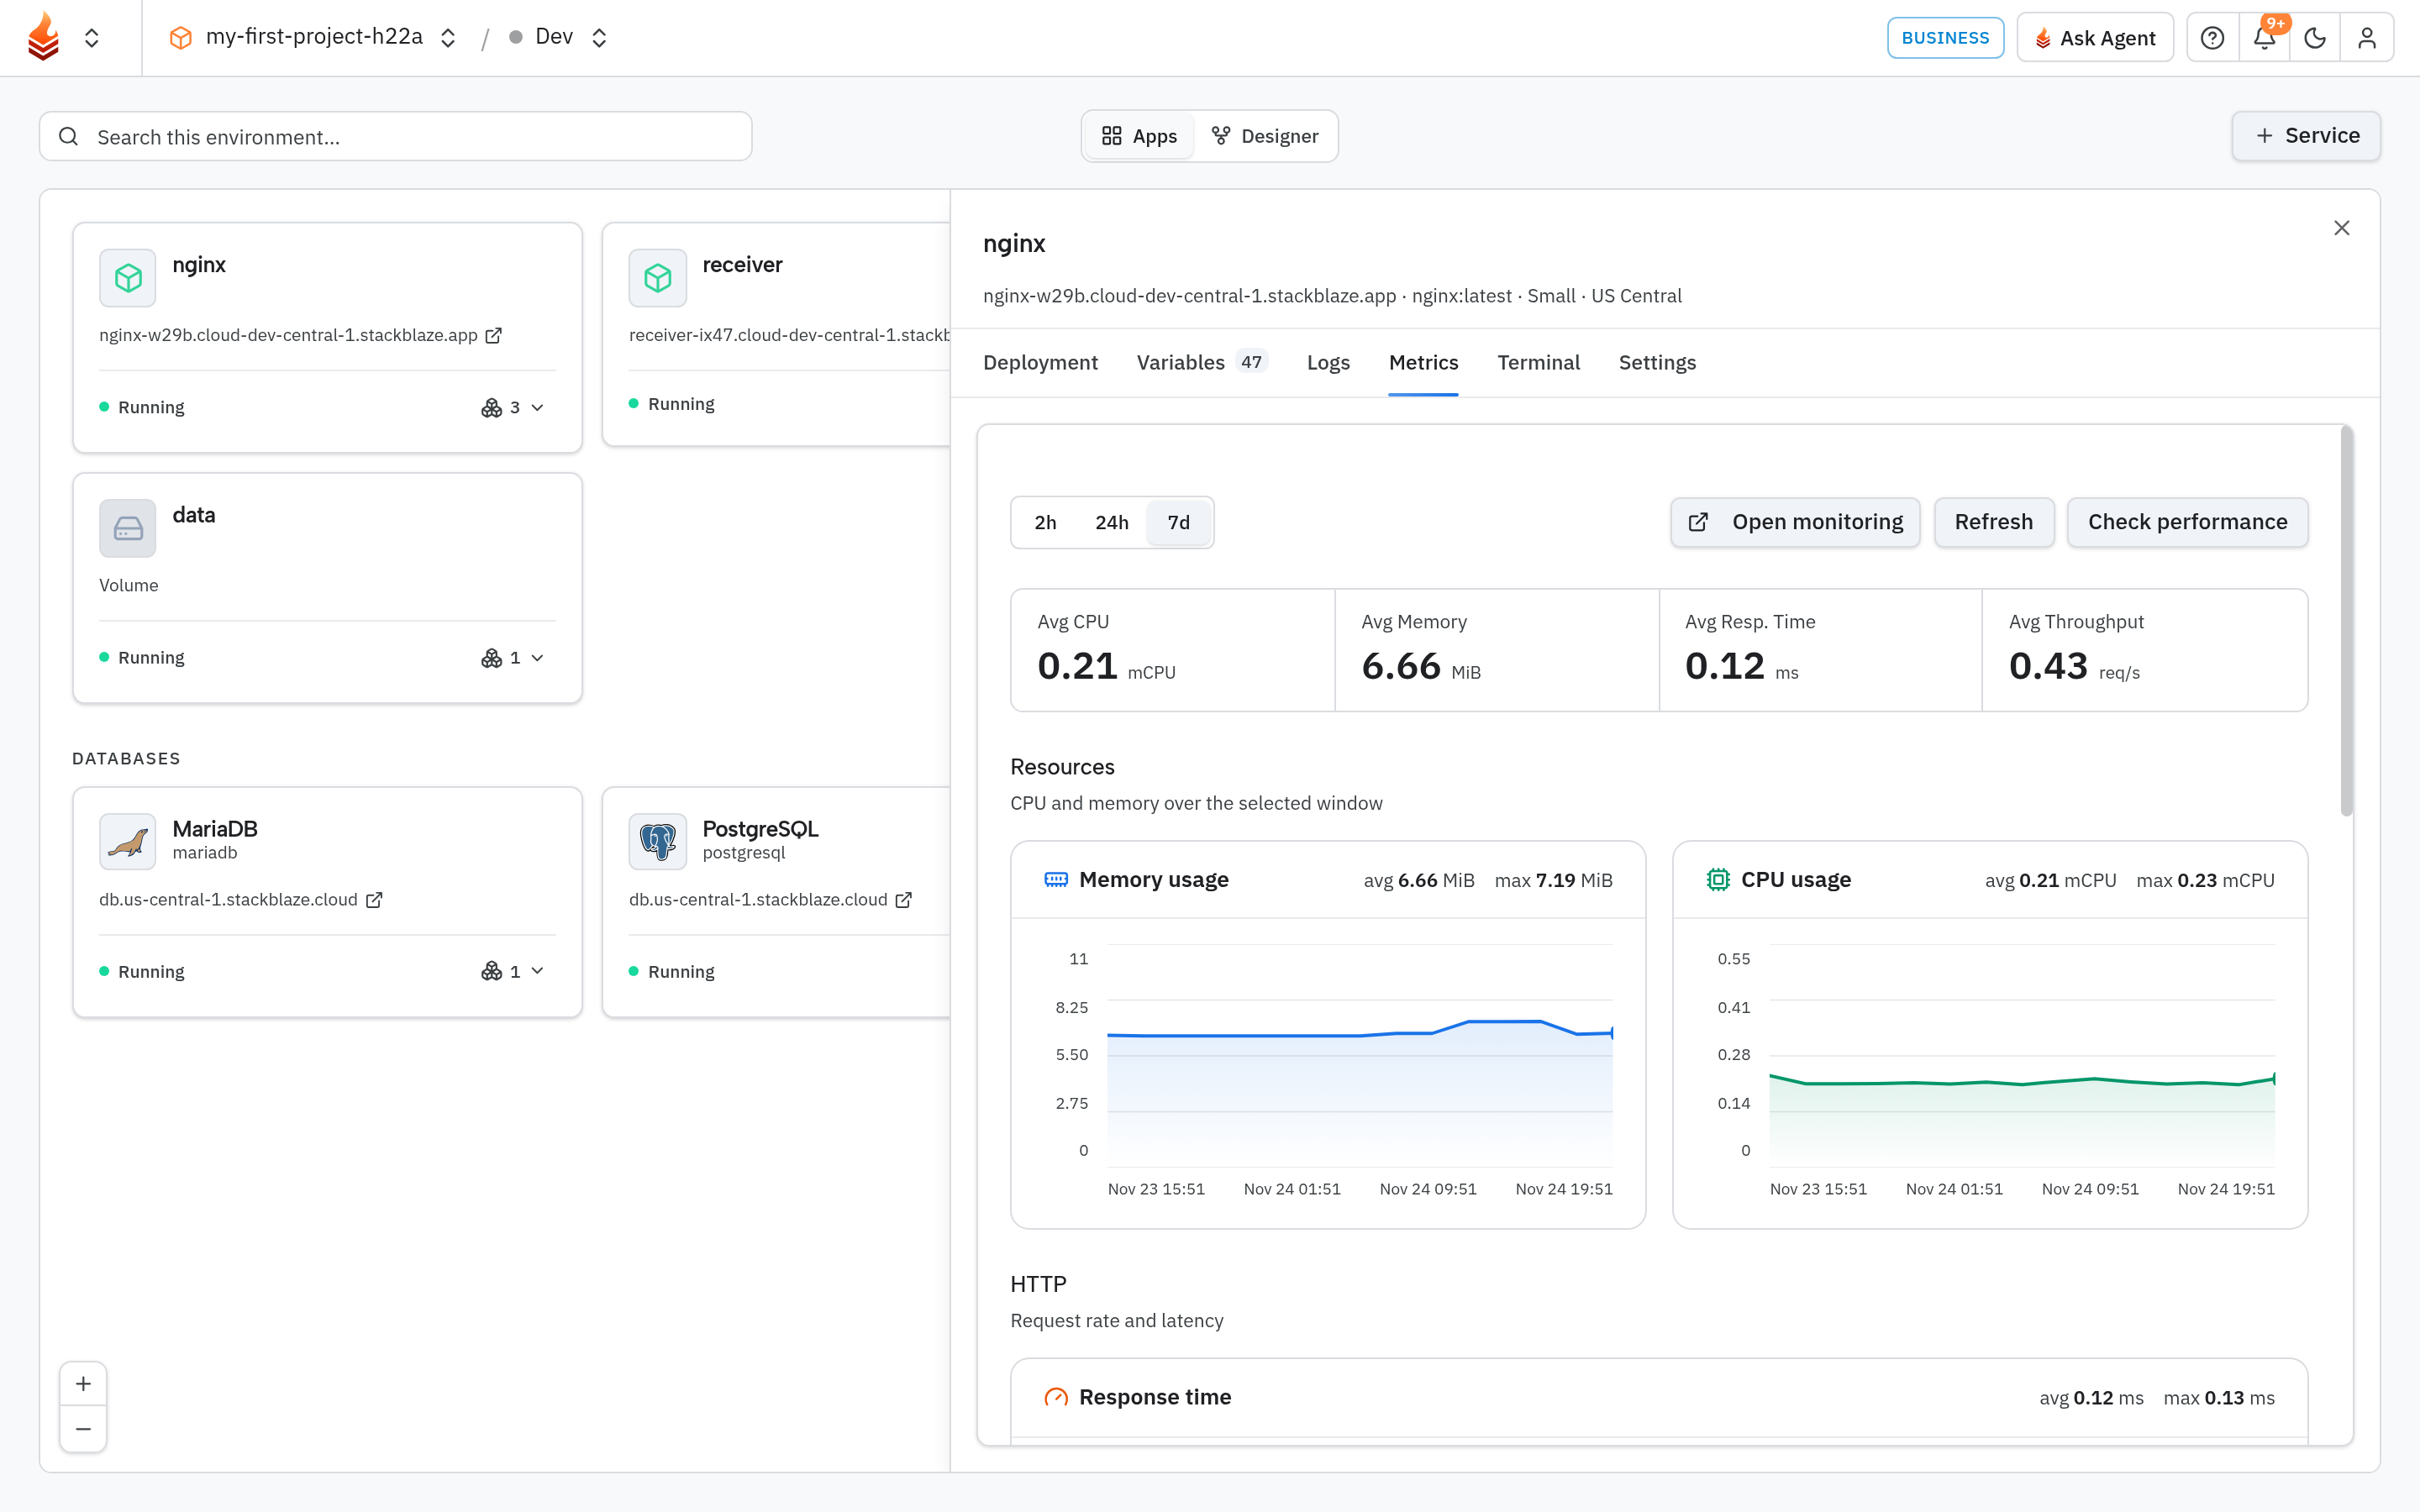 my-first-project-h22a / Dev
BUSINESS
Ask Agent
9+
Search this environment...
Apps
Designer
+ Service
nginx
nginx-w29b.cloud-dev-central-1.stackblaze.app
Running
3
receiver
receiver-ix47.cloud-dev-central-1.stackb
Running
data
Volume
Running
1
DATABASES
MariaDB
mariadb
db.us-central-1.stackblaze.cloud
Running
1
PostgreSQL
postgresql
db.us-central-1.stackblaze.cloud
Running
nginx
nginx-w29b.cloud-dev-central-1.stackblaze.app · nginx:latest · Small · US Central
Deployment
Variables 47
Logs
Metrics
Terminal
Settings
2h 24h 7d
Open monitoring
Refresh
Check performance
Avg CPU
0.21 mCPU
Avg Memory
6.66 MiB
Avg Resp. Time
0.12 ms
Avg Throughput
0.43 req/s
Resources
CPU and memory over the selected window
Memory usage
avg 6.66 MiB max 7.19 MiB
11
8.25
5.50
2.75
0
Nov 23 15:51 Nov 24 01:51 Nov 24 09:51 Nov 24 19:51
CPU usage
avg 0.21 mCPU max 0.23 mCPU
0.55
0.41
0.28
0.14
0
Nov 23 15:51 Nov 24 01:51 Nov 24 09:51 Nov 24 19:51
HTTP
Request rate and latency
Response time
avg 0.12 ms max 0.13 ms